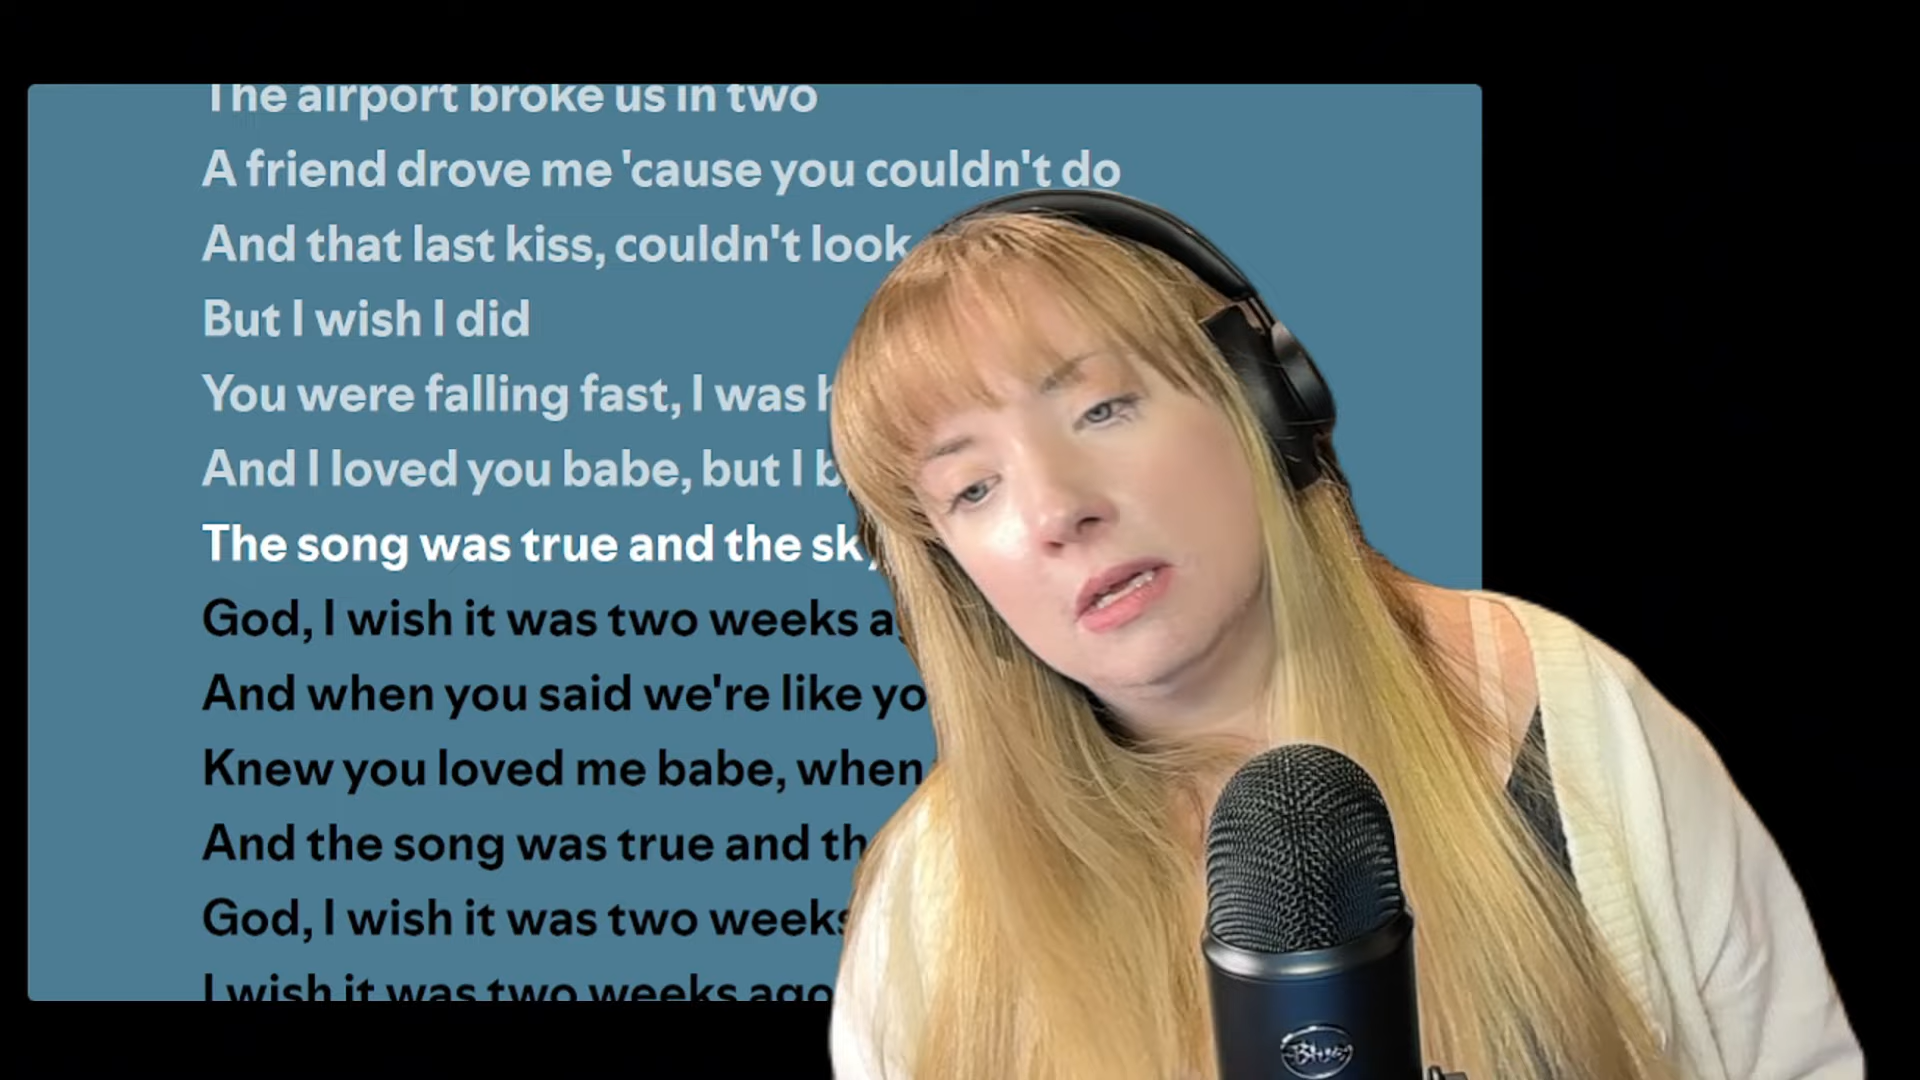 The airport broke us in two
A friend drove me 'cause you couldn't do
And that last kiss, couldn't look
But I wish I did
You were falling fast, I was
And I loved you babe, but I
The song was true and the
God, I wish it was two weeks
And when you said we're like
Knew you loved me babe, when
And the song was true and
God, I wish it was two weeks
I wish it was two weeks ago
Blue